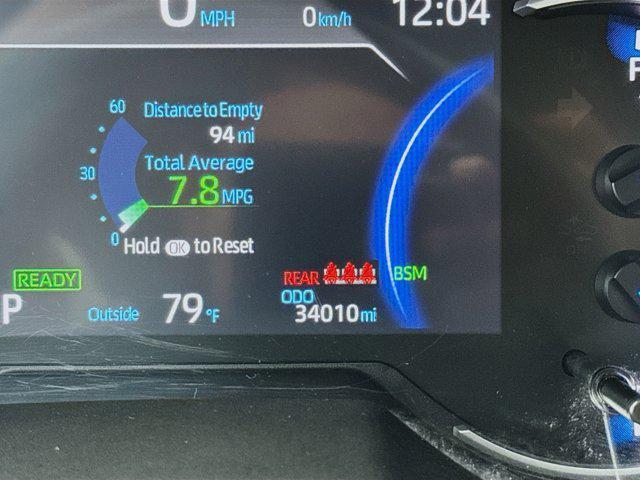 0 MPH 0 km/h 12:04
60 Distance to Empty
94 mi
30 Total Average
7.8 MPG
0 Hold OK to Reset
READY REAR BSM
ODO
P Outside 79 °F 34010 mi
F